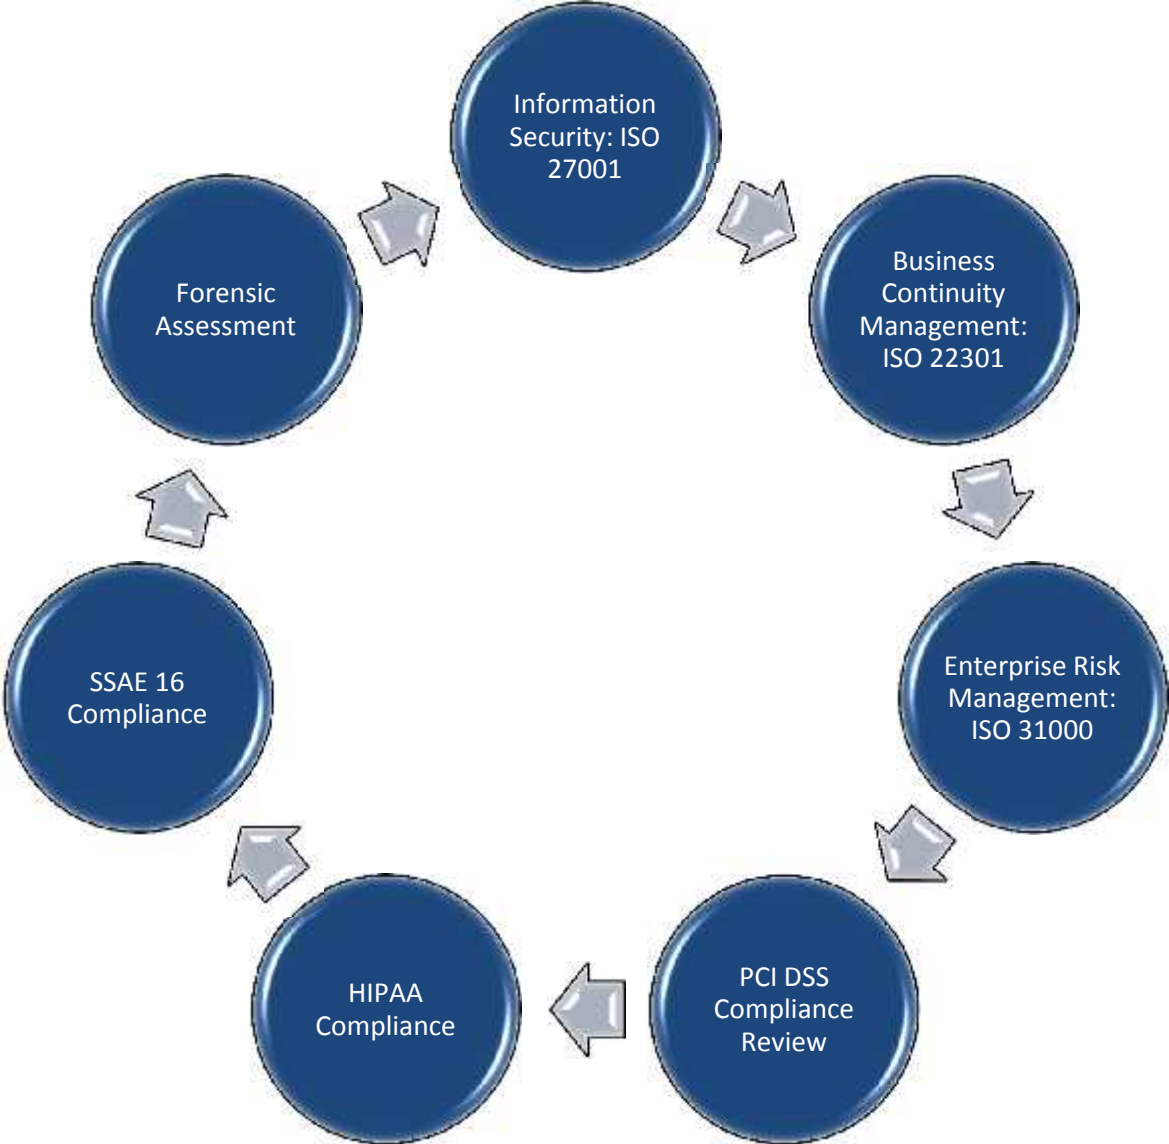 Information
Security: ISO
27001
Business
Continuity
Management:
ISO 22301
Enterprise Risk
Management:
ISO 31000
PCI DSS
Compliance
Review
HIPAA
Compliance
SSAE 16
Compliance
Forensic
Assessment